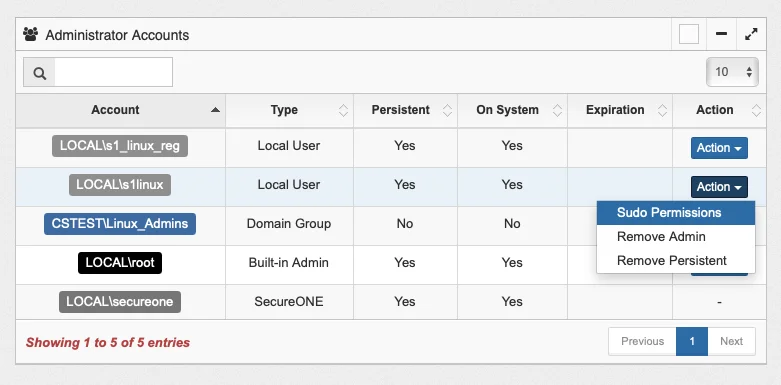 Administrator Accounts
10
Account Type Persistent On System Expiration Action
LOCAL\s1_linux_reg Local User Yes Yes Action
LOCAL\s1linux Local User Yes Yes Action
CSTEST\Linux_Admins Domain Group No No
Sudo Permissions
Remove Admin
Remove Persistent
LOCAL\root Built-in Admin Yes Yes
LOCAL\secureone SecureONE Yes Yes -
Showing 1 to 5 of 5 entries
Previous 1 Next